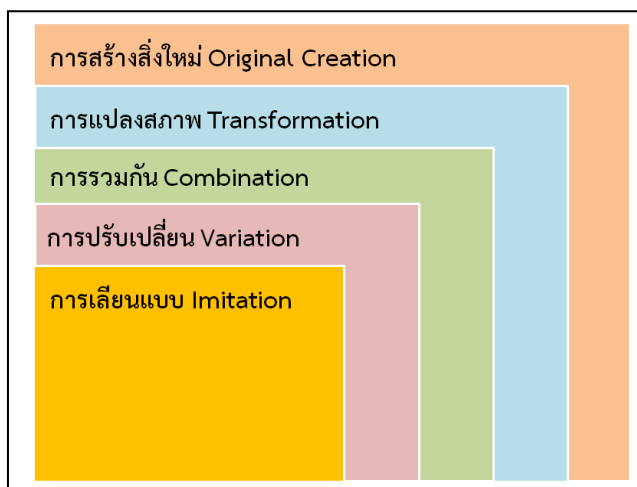 การสร้างสิ่งใหม่ Original Creation
การแปลงสภาพ Transformation
การรวมกัน Combination
การปรับเปลี่ยน Variation
การเลียนแบบ Imitation